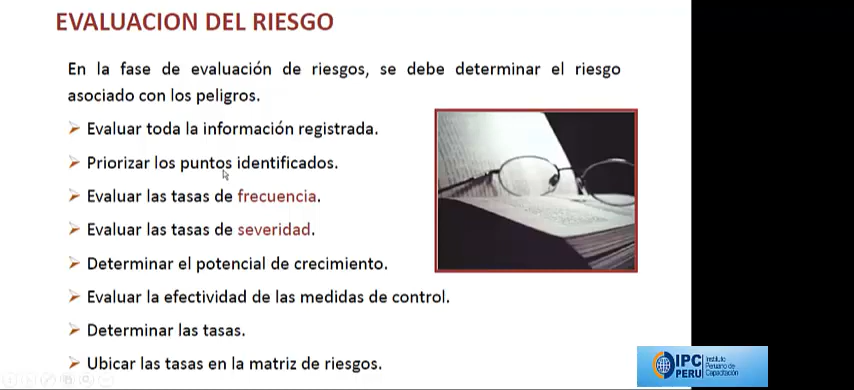 EVALUACION DEL RIESGO
En la fase de evaluación de riesgos, se debe determinar el riesgo
asociado con los peligros.
Evaluar toda la información registrada.
Priorizar los puntos identificados.
Evaluar las tasas de frecuencia.
Evaluar las tasas de severidad.
Determinar el potencial de crecimiento.
Evaluar la efectividad de las medidas de control.
Determinar las tasas.
Ubicar las tasas en la matriz de riesgos.
IPC
PERU
Instituto
Peruano de
Capacitación